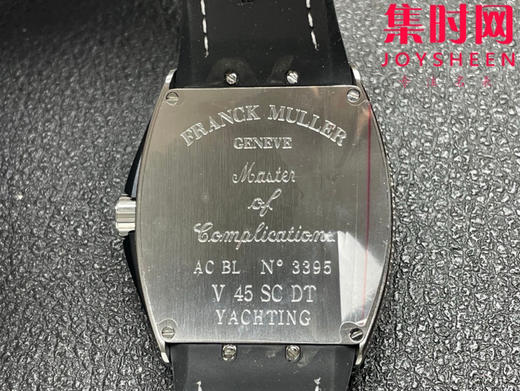 集时网
JOYSHEEN
FRANCK MULLER
GENEVE
Master
of
Complications
AC BL N° 3395
V 45 SC DT
YACHTING